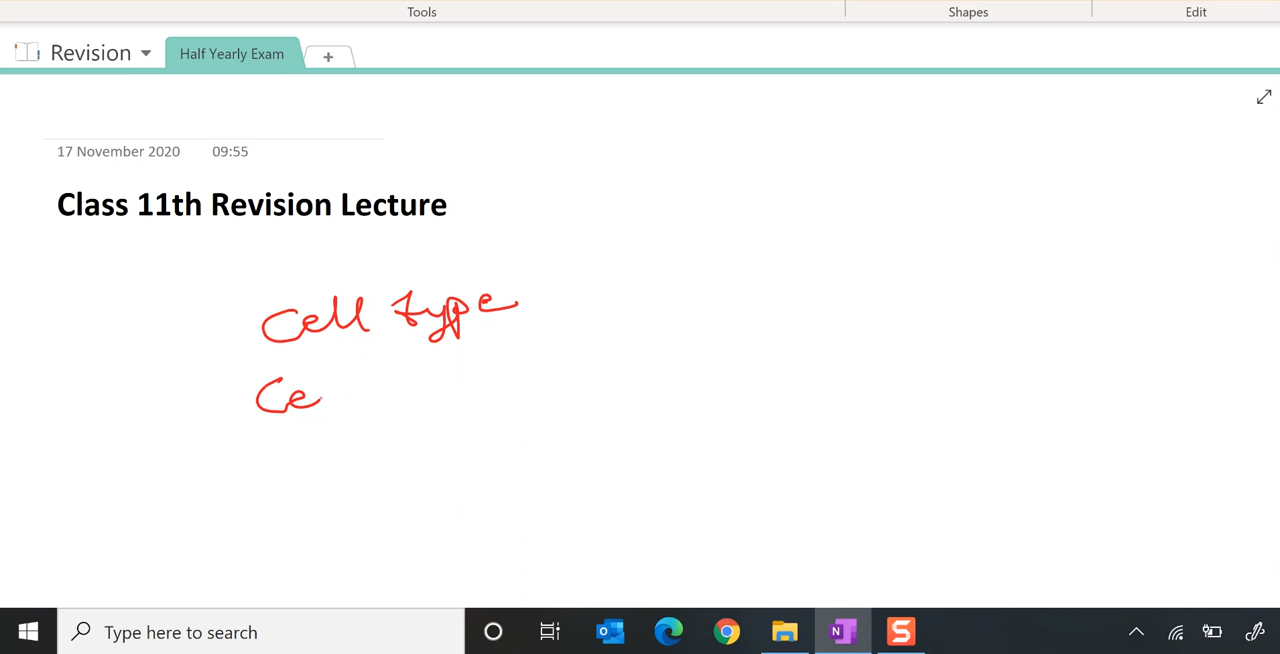 Tools Shapes Edit
Revision Half Yearly Exam +
17 November 2020 09:55
Class 11th Revision Lecture
Cell type
Ce
Type here to search